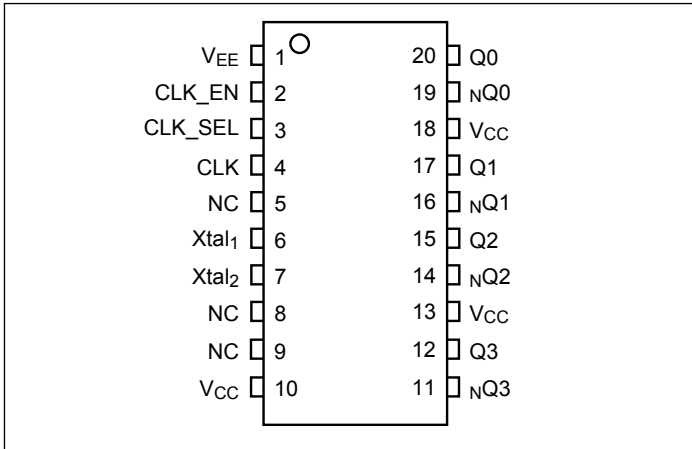 VEE 1 20 Q0
CLK_EN 2 19 NQ0
CLK_SEL 3 18 VCC
CLK 4 17 Q1
NC 5 16 NQ1
Xtal1 6 15 Q2
Xtal2 7 14 NQ2
NC 8 13 VCC
NC 9 12 Q3
VCC 10 11 NQ3